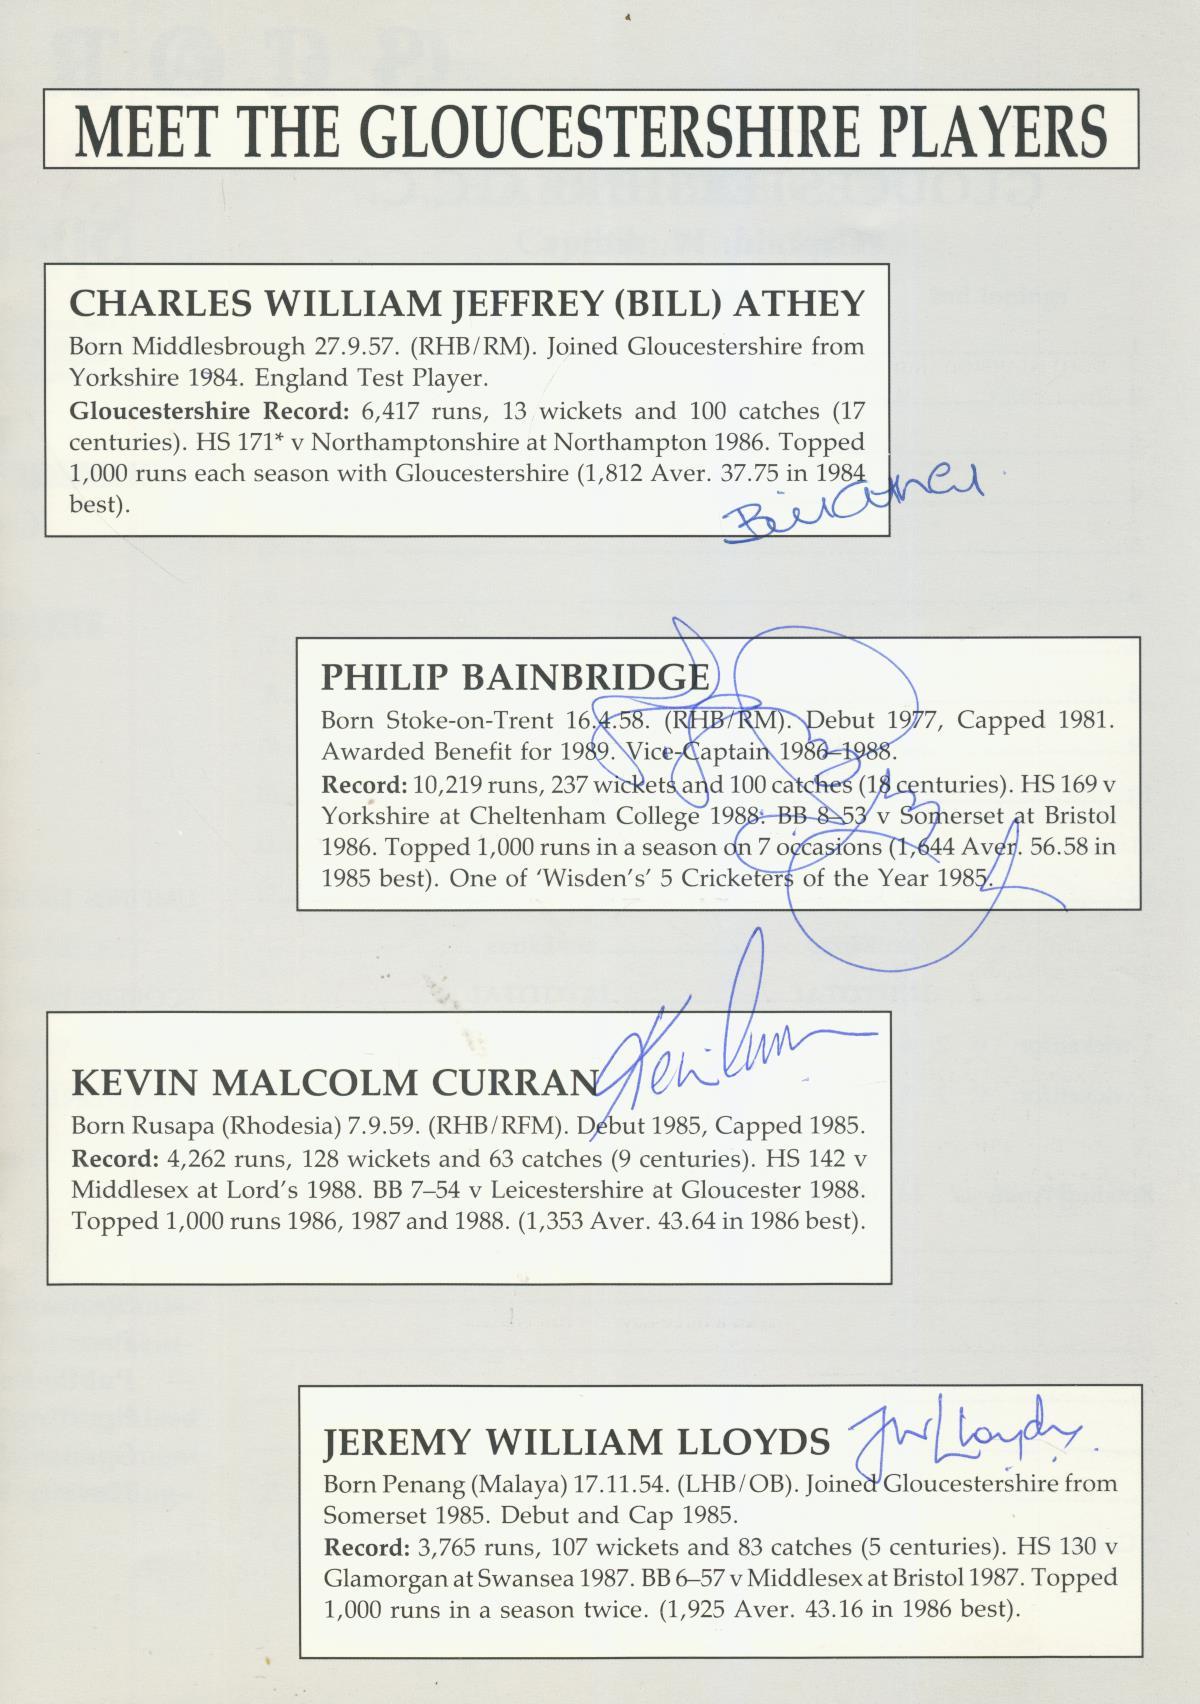 MEET THE GLOUCESTERSHIRE PLAYERS
CHARLES WILLIAM JEFFREY (BILL) ATHEY
Born Middlesbrough 27.9.57. (RHB/RM). Joined Gloucestershire from
Yorkshire 1984. England Test Player.
Gloucestershire Record: 6,417 runs, 13 wickets and 100 catches (17
centuries). HS 171* v Northamptonshire at Northampton 1986. Topped
1,000 runs each season with Gloucestershire (1,812 Aver. 37.75 in 1984
best).
Bill Athey
PHILIP BAINBRIDGE
Born Stoke-on-Trent 16.4.58. (RHB/RM). Debut 1977, Capped 1981.
Awarded Benefit for 1989. Vice-Captain 1986–1988.
Record: 10,219 runs, 237 wickets and 100 catches (18 centuries). HS 169 v
Yorkshire at Cheltenham College 1988. BB 8–53 v Somerset at Bristol
1986. Topped 1,000 runs in a season on 7 occasions (1,644 Aver. 56.58 in
1985 best). One of ‘Wisden’s’ 5 Cricketers of the Year 1985.
Kevin Curran
KEVIN MALCOLM CURRAN
Born Rusapa (Rhodesia) 7.9.59. (RHB/RFM). Debut 1985, Capped 1985.
Record: 4,262 runs, 128 wickets and 63 catches (9 centuries). HS 142 v
Middlesex at Lord’s 1988. BB 7–54 v Leicestershire at Gloucester 1988.
Topped 1,000 runs 1986, 1987 and 1988. (1,353 Aver. 43.64 in 1986 best).
JEREMY WILLIAM LLOYDS JW Lloyds
Born Penang (Malaya) 17.11.54. (LHB/OB). Joined Gloucestershire from
Somerset 1985. Debut and Cap 1985.
Record: 3,765 runs, 107 wickets and 83 catches (5 centuries). HS 130 v
Glamorgan at Swansea 1987. BB 6–57 v Middlesex at Bristol 1987. Topped
1,000 runs in a season twice. (1,925 Aver. 43.16 in 1986 best).